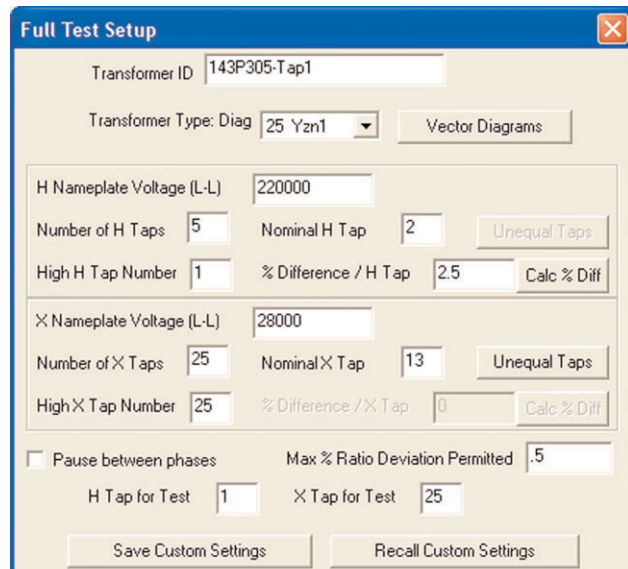 Full Test Setup
Transformer ID 143P305-Tap1
Transformer Type: Diag 25 Yzn1 Vector Diagrams
H Nameplate Voltage (L-L) 220000
Number of H Taps 5 Nominal H Tap 2 Unequal Taps
High H Tap Number 1 % Difference / H Tap 2.5 Calc % Diff
X Nameplate Voltage (L-L) 28000
Number of X Taps 25 Nominal X Tap 13 Unequal Taps
High X Tap Number 25 % Difference / X Tap 0 Calc % Diff
Pause between phases Max % Ratio Deviation Permitted .5
H Tap for Test 1 X Tap for Test 25
Save Custom Settings Recall Custom Settings